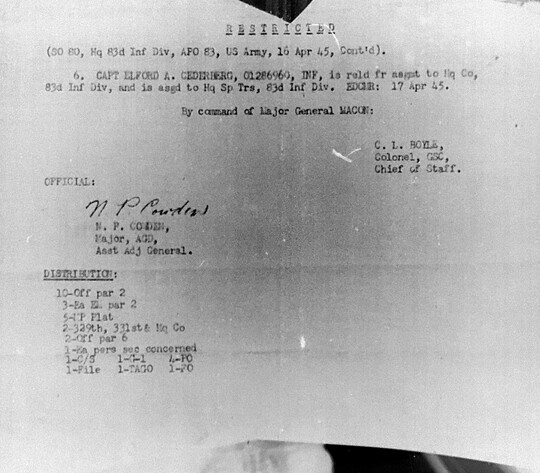 RESTRICTED
(SO 80, Hq 83d Inf Div, APO 83, US Army, 16 Apr 45, Cont'd).
6. CAPT ELFORD A. CEDERBERG, 01286960, INF, is reld fr asgmt to Hq Co,
83d Inf Div, and is asgd to Hq Sp Trs, 83d Inf Div. EDCMR: 17 Apr 45.
By command of Major General MACON:
C. L. BOYLE,
Colonel, GSC,
Chief of Staff.
OFFICIAL:
N. P. Cowden
N. P. COWDEN,
Major, AGD,
Asst Adj General.
DISTRIBUTION:
10-Off par 2
3-Ea EM par 2
5-MP Plat
2-329th, 331st & Hq Co
2-Off par 6
1-Ea pers sec concerned
1-C/S 1-G-1 4-PO
1-File 1-TAGO 1-FO